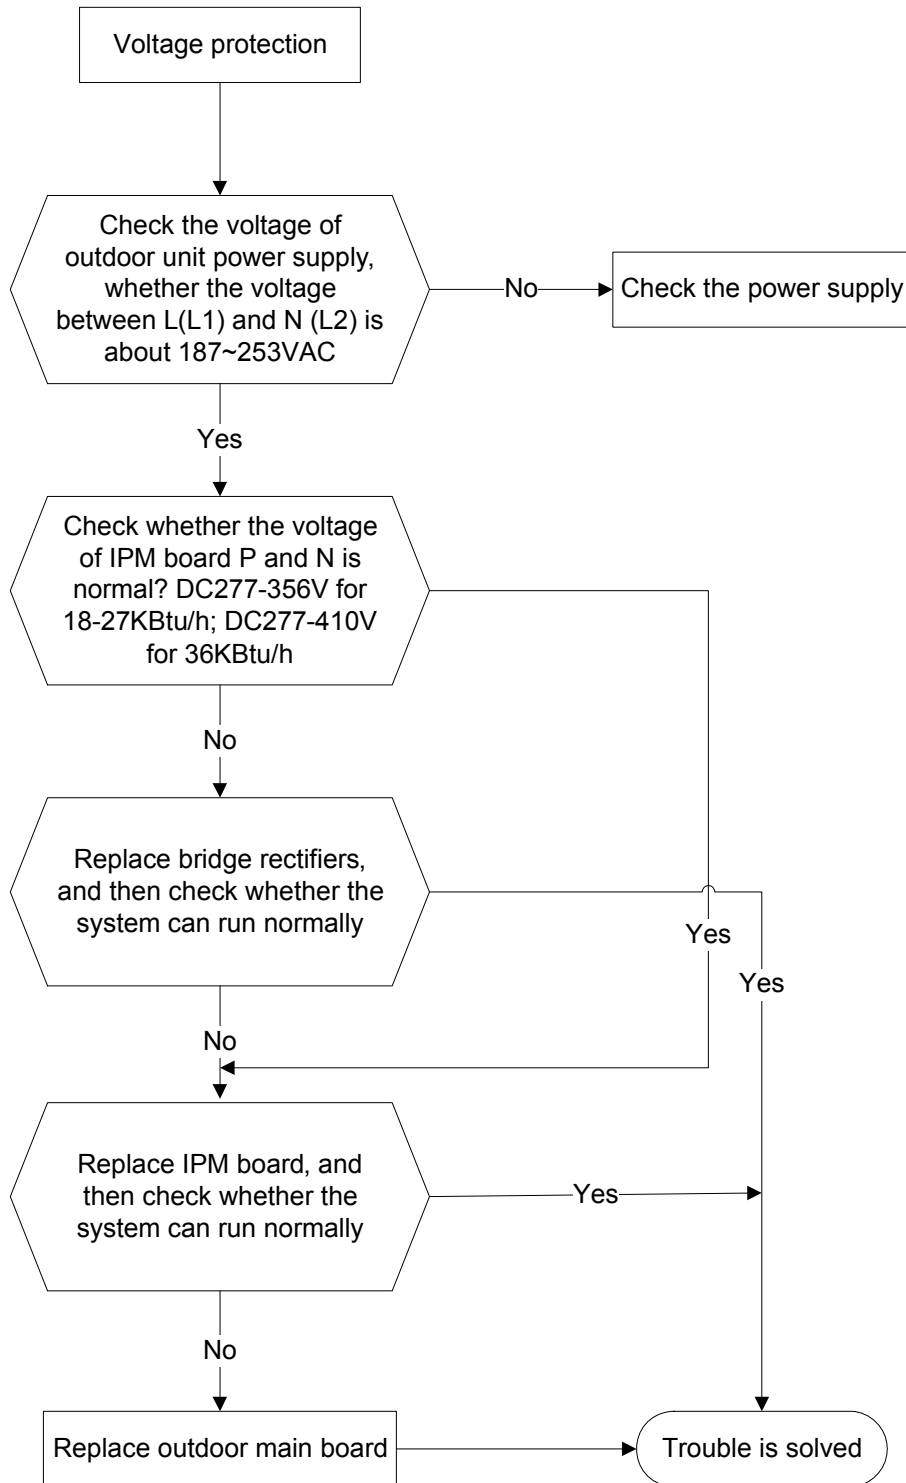 Voltage protection
Check the voltage of
outdoor unit power supply,
whether the voltage
between L(L1) and N (L2) is
about 187~253VAC
No
Check the power supply
Yes
Check whether the voltage
of IPM board P and N is
normal? DC277-356V for
18-27KBtu/h; DC277-410V
for 36KBtu/h
No
Replace bridge rectifiers,
and then check whether the
system can run normally
Yes
Yes
No
Replace IPM board, and
then check whether the
system can run normally
Yes
No
Replace outdoor main board
Trouble is solved